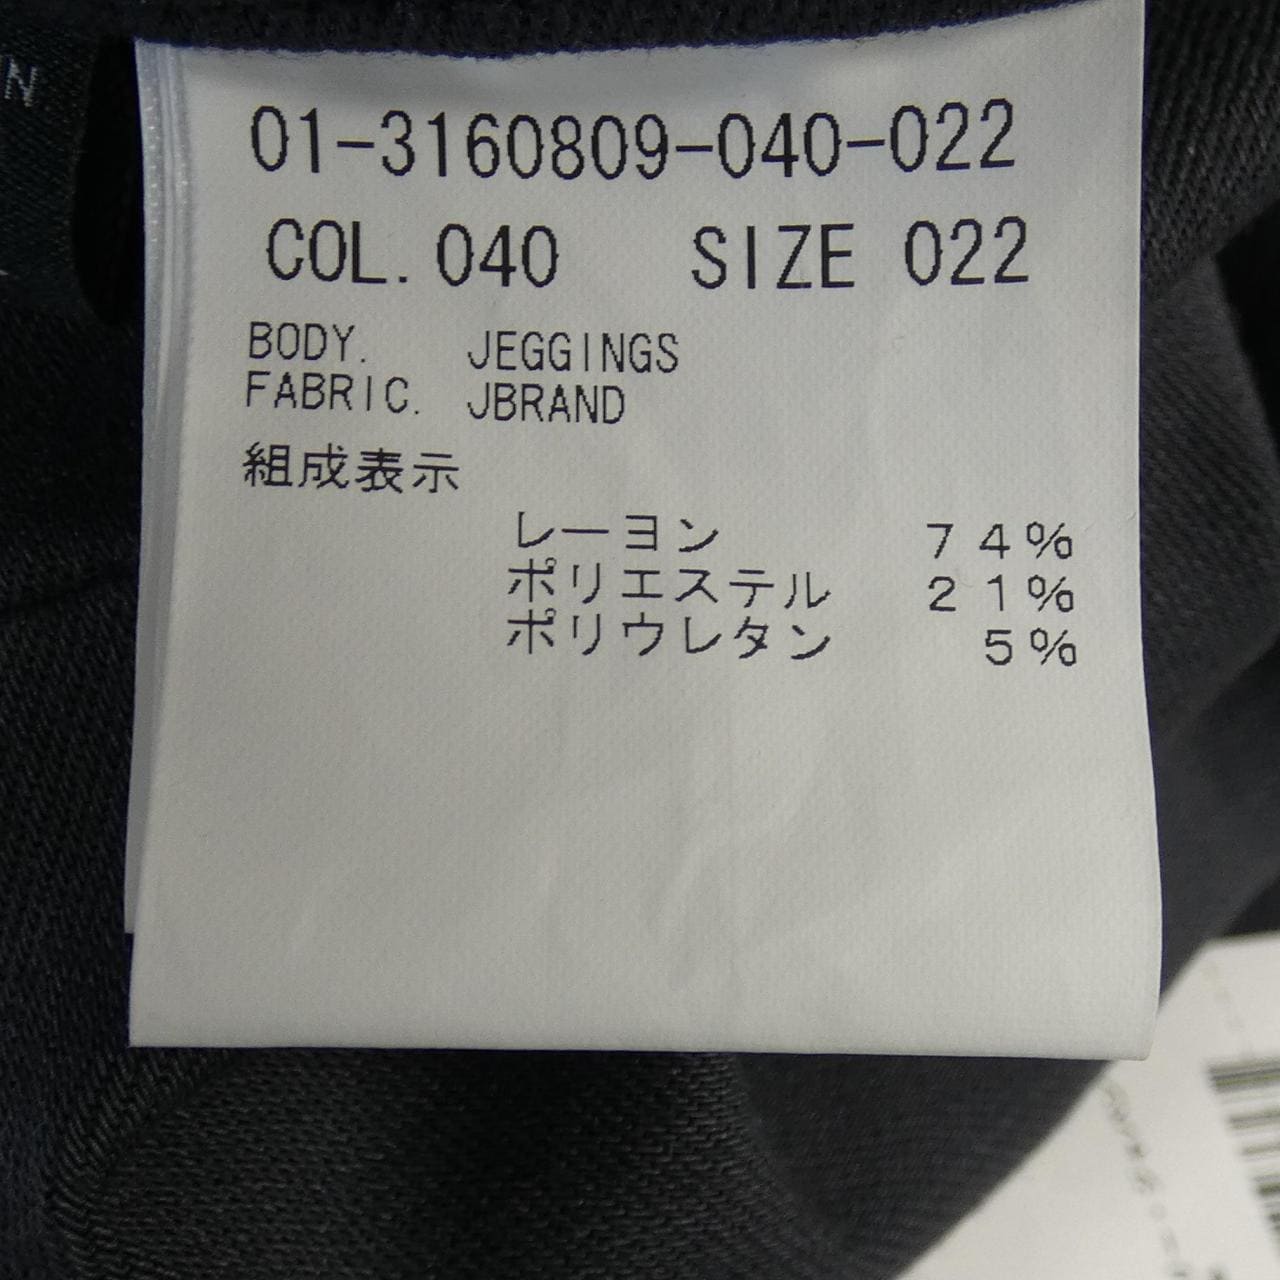 01-3160809-040-022
COL.040 SIZE 022
BODY. JEGGINGS
FABRIC. JBRAND
組成表示
レーヨン 74%
ポリエステル 21%
ポリウレタン 5%